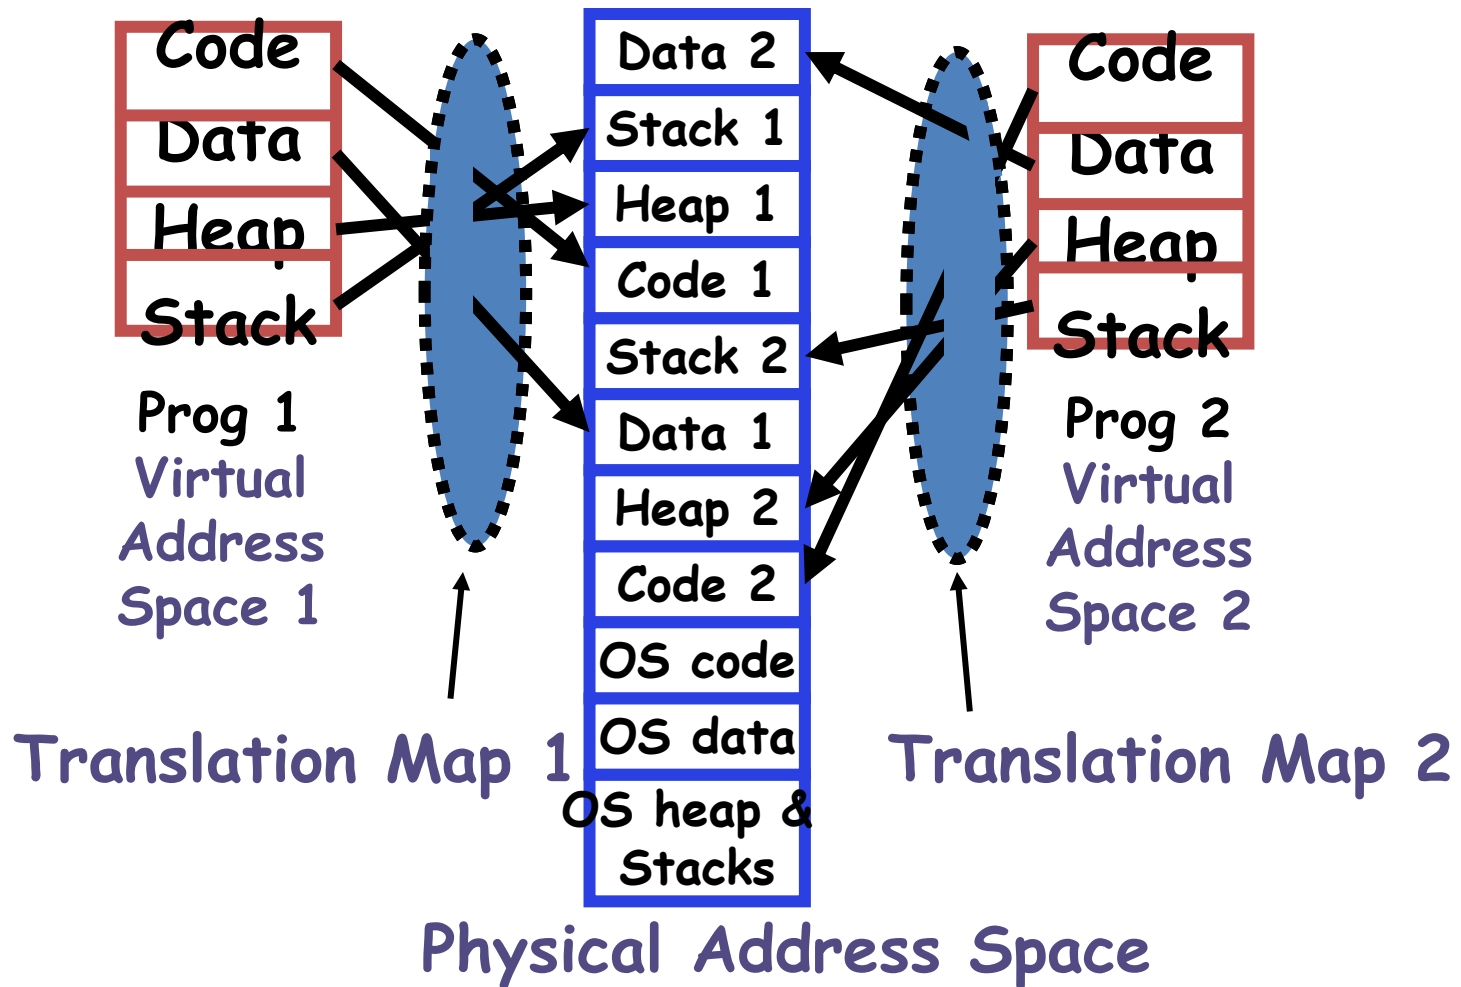 Code
Data
Heap
Stack
Prog 1
Virtual
Address
Space 1
Translation Map 1
Data 2
Stack 1
Heap 1
Code 1
Stack 2
Data 1
Heap 2
Code 2
OS code
OS data
OS heap &
Stacks
Physical Address Space
Code
Data
Heap
Stack
Prog 2
Virtual
Address
Space 2
Translation Map 2